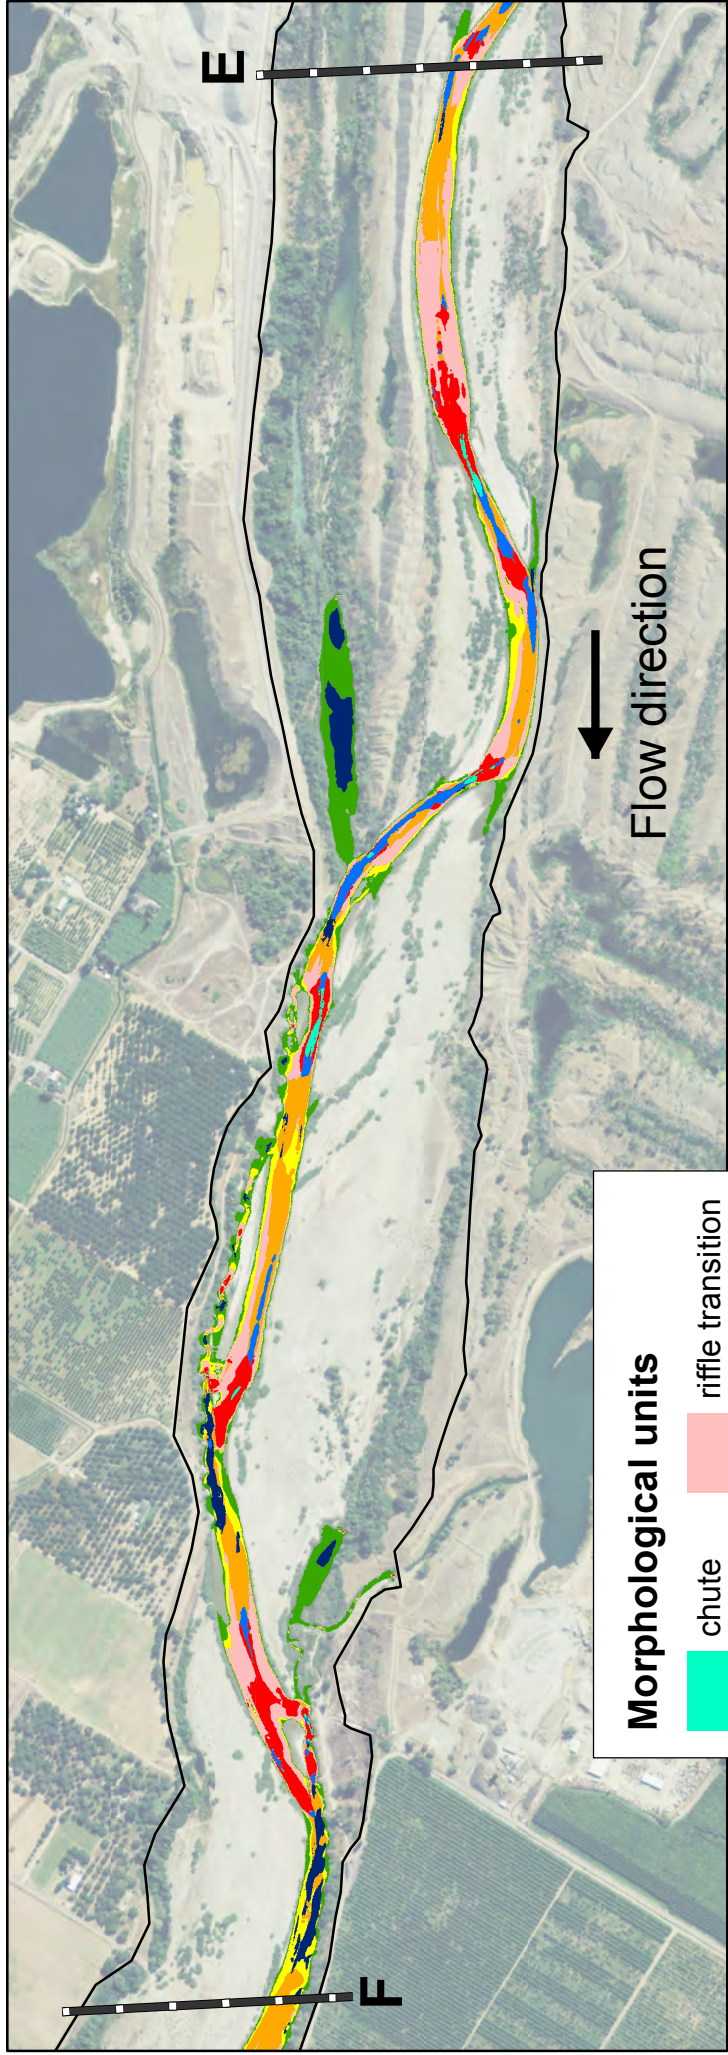 E
Flow direction
F
Morphological units
chute
riffle transition